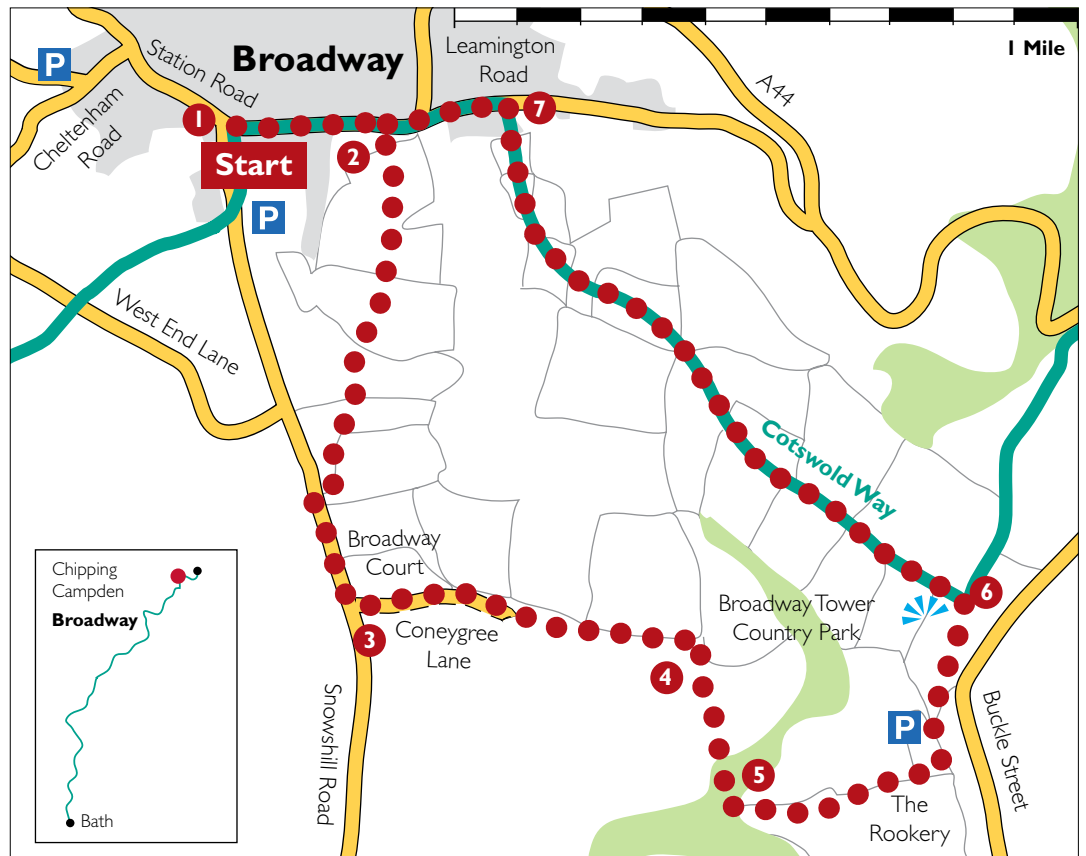 1 Mile
P
Station Road
Broadway
Leamington
Road
A44
Cheltenham
Road
1
Start
2
7
P
West End Lane
Cotswold Way
Broadway
Court
Coneygree
Lane
3
4
Broadway Tower
Country Park
6
5
P
Buckle Street
Snowshill Road
The
Rookery
Chipping
Campden
Broadway
Bath